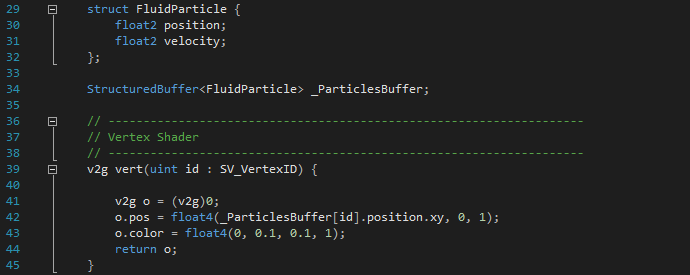 29 struct FluidParticle {
30 float2 position;
31 float2 velocity;
32 };
33
34 StructuredBuffer<FluidParticle> _ParticlesBuffer;
35
36 // --------------------------------------------------------------------
37 // Vertex Shader
38 // --------------------------------------------------------------------
39 v2g vert(uint id : SV_VertexID) {
40
41 v2g o = (v2g)0;
42 o.pos = float4(_ParticlesBuffer[id].position.xy, 0, 1);
43 o.color = float4(0, 0.1, 0.1, 1);
44 return o;
45 }